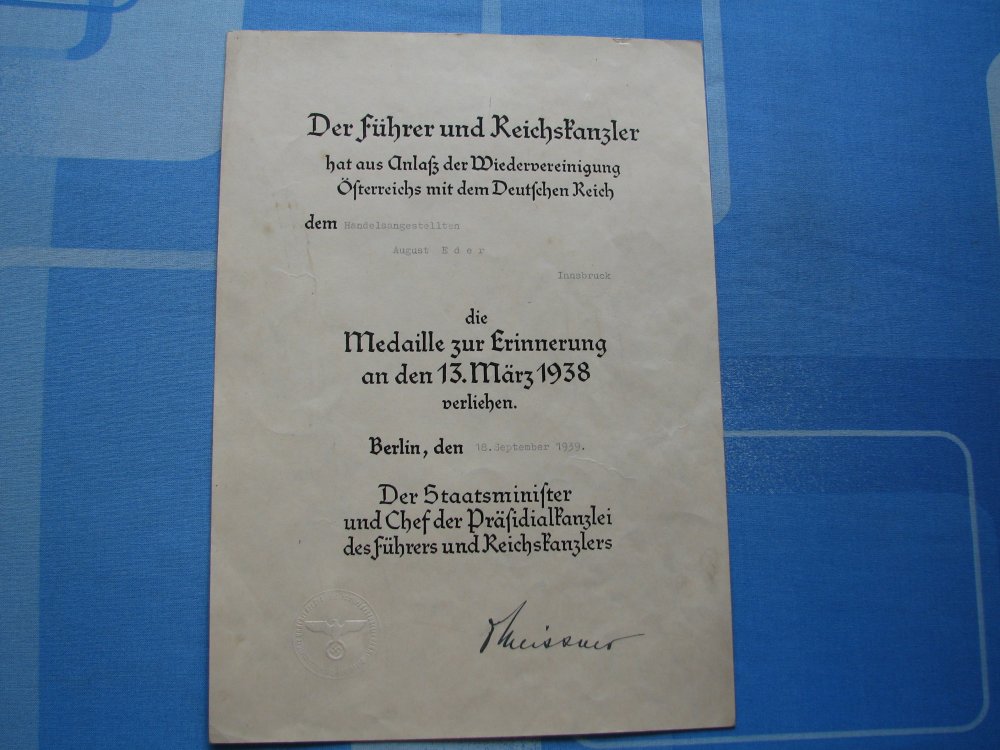 Der Führer und Reichskanzler
hat aus Anlaß der Wiedervereinigung
Österreichs mit dem Deutschen Reich
dem Handelsangestellten
August E d e r
Innsbruck
die
Medaille zur Erinnerung
an den 13. März 1938
verliehen.
Berlin, den 18.September 1939.
Der Staatsminister
und Chef der Präsidialkanzlei
des Führers und Reichskanzlers
Meissner